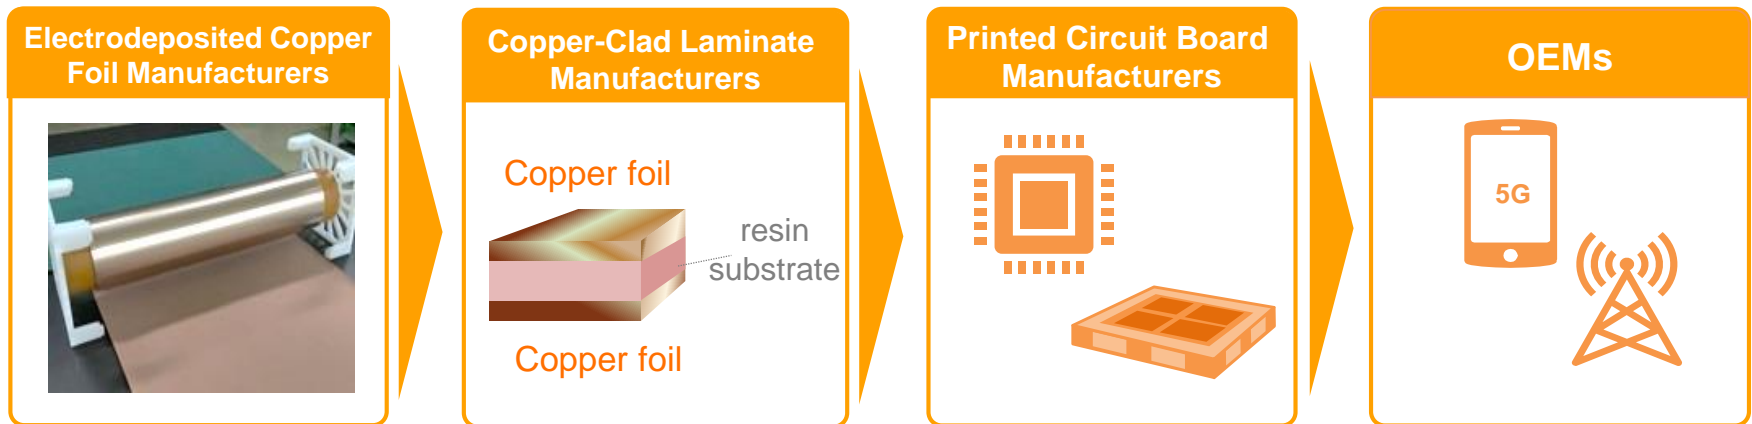 Electrodeposited Copper
Foil Manufacturers
Copper-Clad Laminate
Manufacturers
Copper foil
resin
substrate
Copper foil
Printed Circuit Board
Manufacturers
OEMs
5G